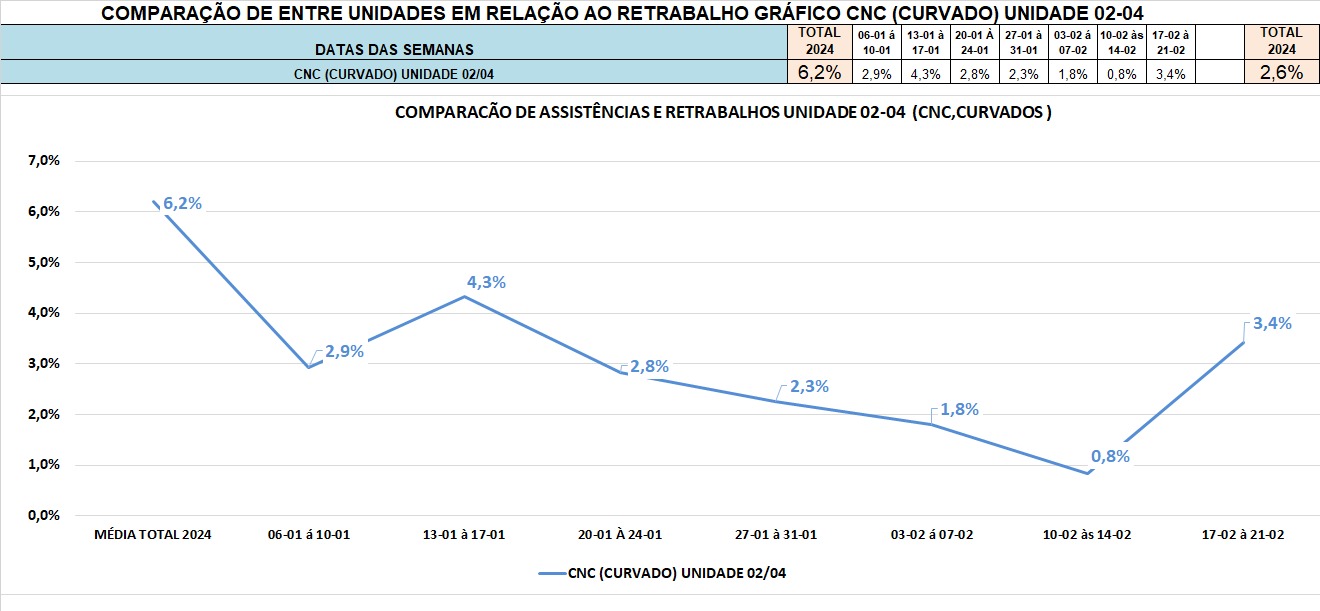 COMPARAÇÃO DE ENTRE UNIDADES EM RELAÇÃO AO RETRABALHO GRÁFICO CNC (CURVADO) UNIDADE 02-04
DATAS DAS SEMANAS TOTAL 2024 06-01 á 10-01 13-01 à 17-01 20-01 À 24-01 27-01 à 31-01 03-02 á 07-02 10-02 às 14-02 17-02 à 21-02 TOTAL 2024
CNC (CURVADO) UNIDADE 02/04 6,2% 2,9% 4,3% 2,8% 2,3% 1,8% 0,8% 3,4% 2,6%
COMPARACÃO DE ASSISTÊNCIAS E RETRABALHOS UNIDADE 02-04 (CNC,CURVADOS )
7,0%
6,0%
5,0%
4,0%
3,0%
2,0%
1,0%
0,0%
6,2%
2,9%
4,3%
2,8%
2,3%
1,8%
0,8%
3,4%
MÉDIA TOTAL 2024 06-01 á 10-01 13-01 à 17-01 20-01 À 24-01 27-01 à 31-01 03-02 á 07-02 10-02 às 14-02 17-02 à 21-02
CNC (CURVADO) UNIDADE 02/04